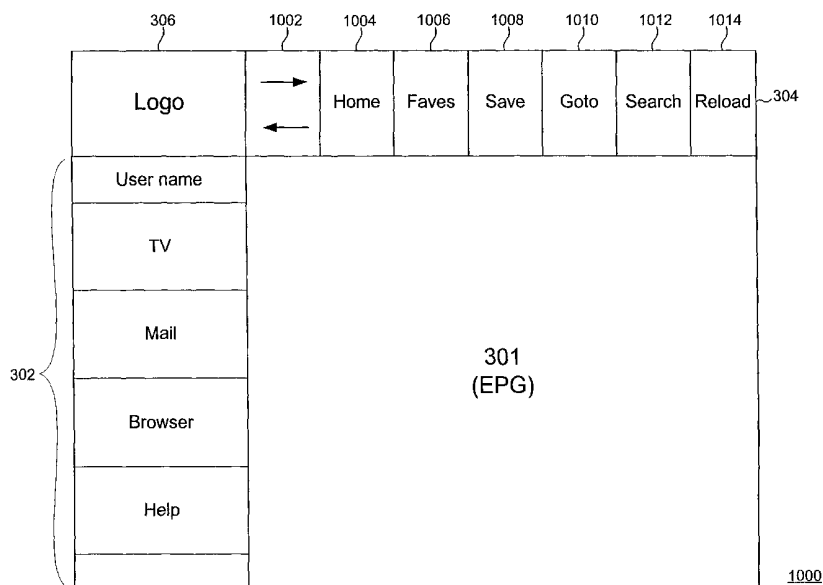 306 1002 1004 1006 1008 1010 1012 1014
Logo Home Faves Save Goto Search Reload 304
User name
TV
Mail
302
Browser
Help
301
(EPG)
1000